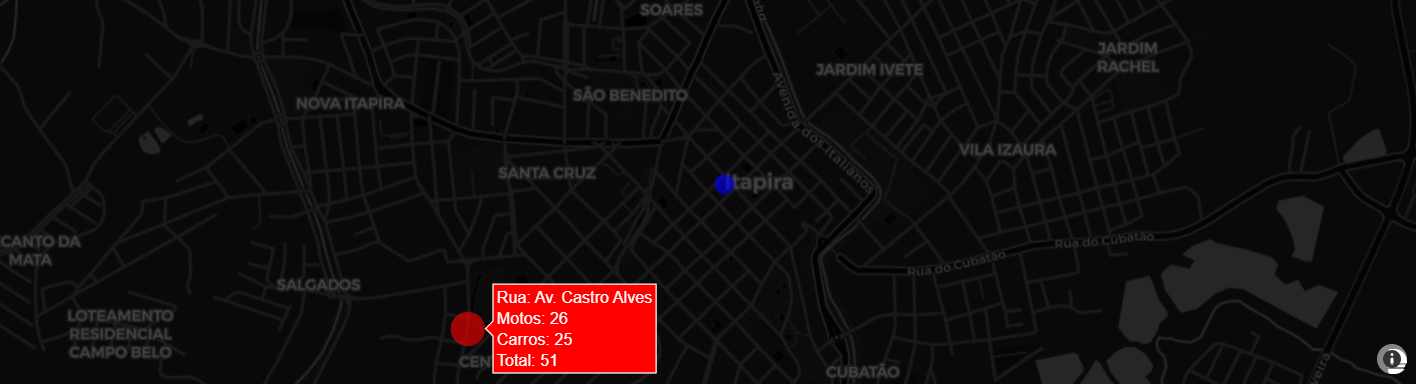 SOARES
JARDIM
RACHEL
JARDIM IVETE
SÃO BENEDITO
NOVA ITAPIRA
Avenida dos Italianos
VILA IZAURA
SANTA CRUZ
Itapira
CANTO DA
MATA
Rua do Cubatão
Rua do Cubatão
SALGADOS
Rua: Av. Castro Alves
Motos: 26
Carros: 25
Total: 51
LOTEAMENTO
RESIDENCIAL
CAMPO BELO
CUBATÃO